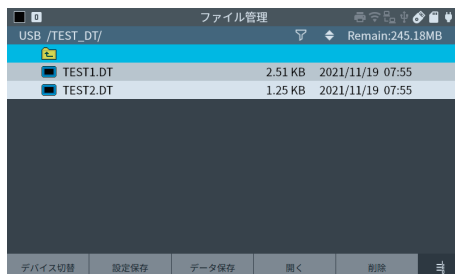 ファイル管理
USB /TEST_DT/ Remain:245.18MB
TEST1.DT 2.51 KB 2021/11/19 07:55
TEST2.DT 1.25 KB 2021/11/19 07:55
デバイス切替 設定保存 データ保存 開く 削除